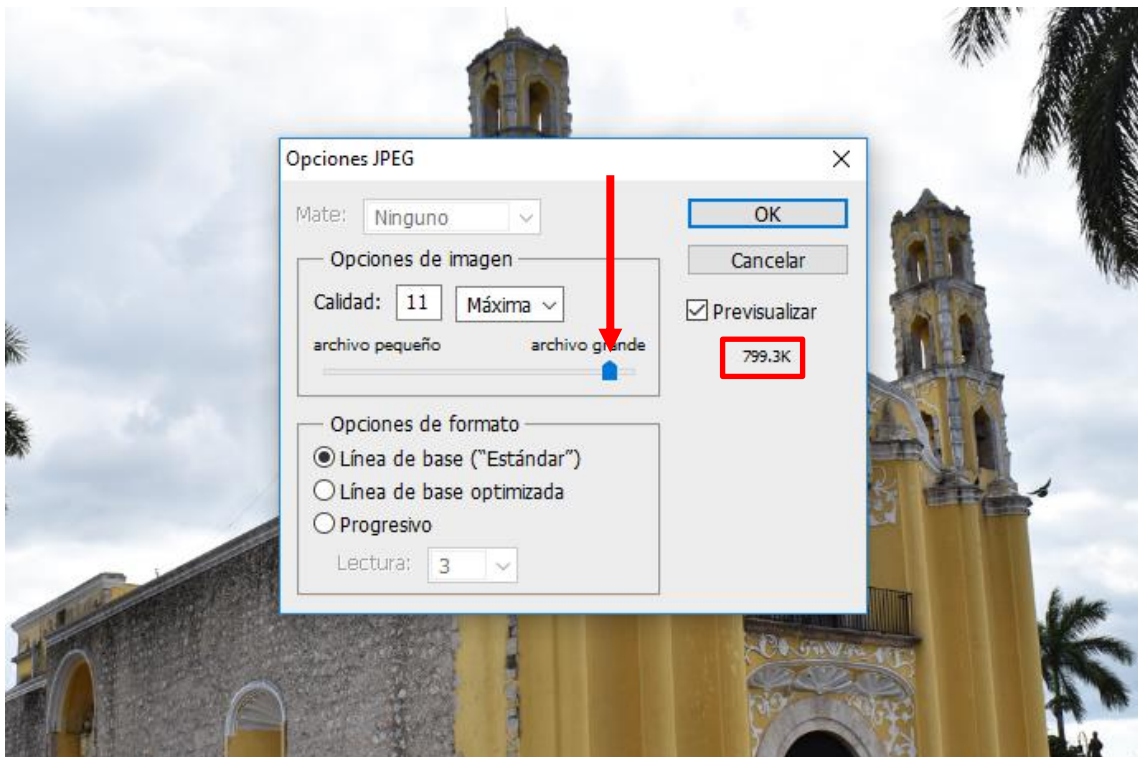 Opciones JPEG
Mate: Ninguno
OK
Opciones de imagen
Cancelar
Calidad: 11 Máxima
Previsualizar
archivo pequeño archivo grande
799.3K
Opciones de formato
Línea de base (“Estándar”)
Línea de base optimizada
Progresivo
Lectura: 3